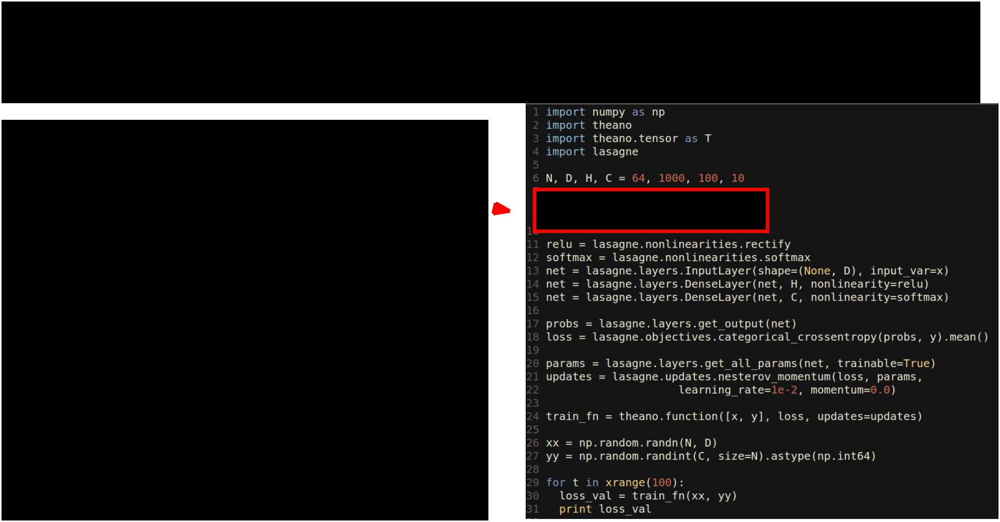 1 import numpy as np
2 import theano
3 import theano.tensor as T
4 import lasagne
5
6 N, D, H, C = 64, 1000, 100, 10
11 relu = lasagne.nonlinearities.rectify
12 softmax = lasagne.nonlinearities.softmax
13 net = lasagne.layers.InputLayer(shape=(None, D), input_var=x)
14 net = lasagne.layers.DenseLayer(net, H, nonlinearity=relu)
15 net = lasagne.layers.DenseLayer(net, C, nonlinearity=softmax)
16
17 probs = lasagne.layers.get_output(net)
18 loss = lasagne.objectives.categorical_crossentropy(probs, y).mean()
19
20 params = lasagne.layers.get_all_params(net, trainable=True)
21 updates = lasagne.updates.nesterov_momentum(loss, params,
22                     learning_rate=1e-2, momentum=0.0)
23
24 train_fn = theano.function([x, y], loss, updates=updates)
25
26 xx = np.random.randn(N, D)
27 yy = np.random.randint(C, size=N).astype(np.int64)
28
29 for t in xrange(100):
30   loss_val = train_fn(xx, yy)
31   print loss_val